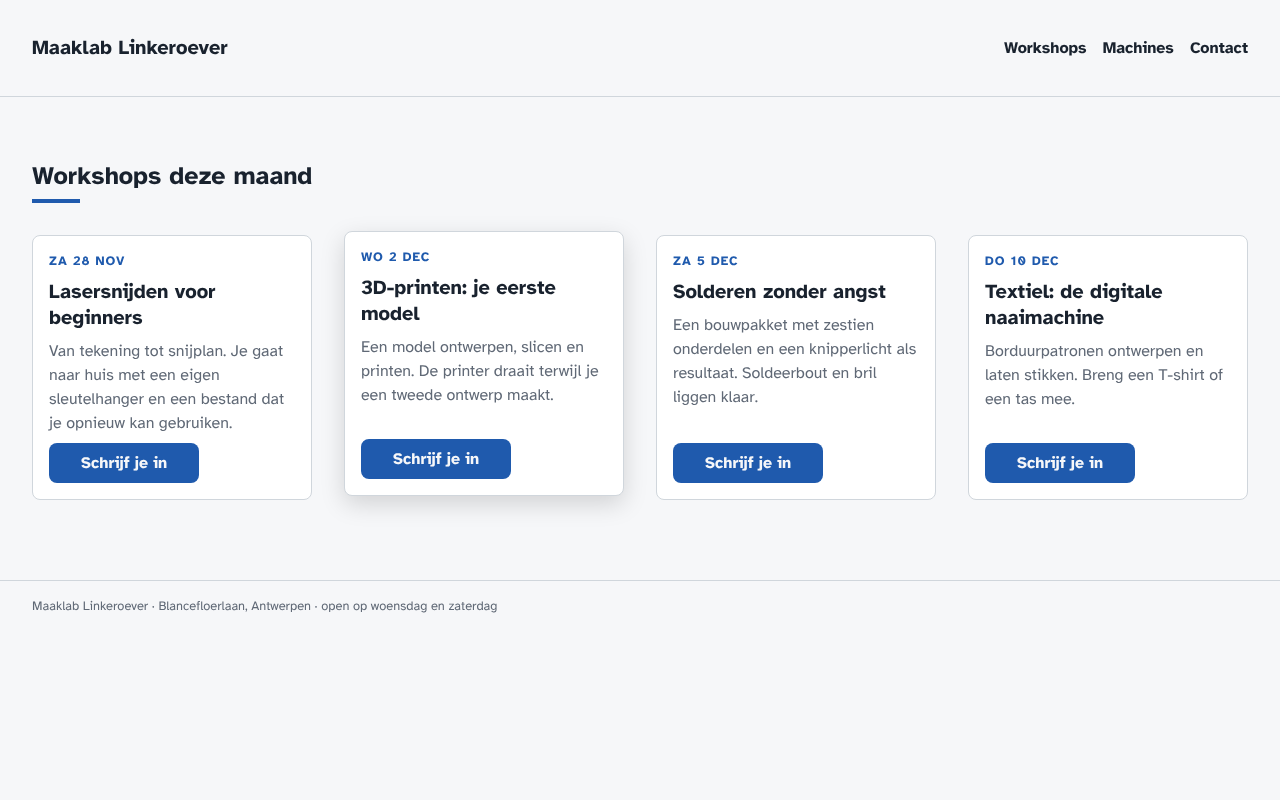 Maaklab Linkeroever
Workshops Machines Contact
Workshops deze maand
ZA 28 NOV
Lasersnijden voor
beginners
Van tekening tot snijplan. Je gaat
naar huis met een eigen
sleutelhanger en een bestand dat
je opnieuw kan gebruiken.
Schrijf je in
WO 2 DEC
3D-printen: je eerste
model
Een model ontwerpen, slicen en
printen. De printer draait terwijl je
een tweede ontwerp maakt.
Schrijf je in
ZA 5 DEC
Solderen zonder angst
Een bouwpakket met zestien
onderdelen en een knipperlicht als
resultaat. Soldeerbout en bril
liggen klaar.
Schrijf je in
DO 10 DEC
Textiel: de digitale
naaimachine
Borduurpatronen ontwerpen en
laten stikken. Breng een T-shirt of
een tas mee.
Schrijf je in
Maaklab Linkeroever · Blancefloerlaan, Antwerpen · open op woensdag en zaterdag